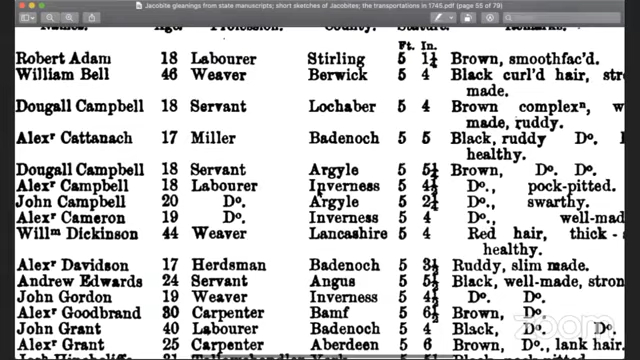 Jacobite gleanings from state manuscripts; short sketches of Jacobites; the transportations in 1745.pdf (page 55 of 79)
Search
Ft. In.
Robert Adam 18 Labourer Stirling 5 1¼ Brown, smoothfac'd.
William Bell 46 Weaver Berwick 5 4 Black curl'd hair,
made.
Dougall Campbell 18 Servant Lochaber 5 4 Brown complexn,
made, ruddy.
Alexr Cattanach 17 Miller Badenoch 5 5 Black, ruddy Do.
healthy.
Dougall Campbell 18 Servant Argyle 5 5½ Brown, Do. Do.
Alexr Campbell 18 Labourer Inverness 5 4½ Do., pock-pitted.
John Campbell 20 Do. Argyle 5 2¼ Do., swarthy.
Alexr Cameron 19 Do. Inverness 5 4 Do. well-mad
Willm Dickinson 44 Weaver Lancashire 5 4 Red hair, thick-s
healthy.
Alexr Davidson 17 Herdsman Badenoch 5 3½ Ruddy, slim made.
Andrew Edwards 24 Servant Angus 5 5½ Black, well-made, stron
John Gordon 19 Weaver Inverness 5 4½ Do. Do.
Alexr Goodbrand 30 Carpenter Bamf 5 6½ Brown, Do.
John Grant 40 Labourer Badenoch 5 4 Black, Do. Do.
Alexr Grant 25 Carpenter Aberdeen 5 6 Brown, Do., lank hair.
zoom